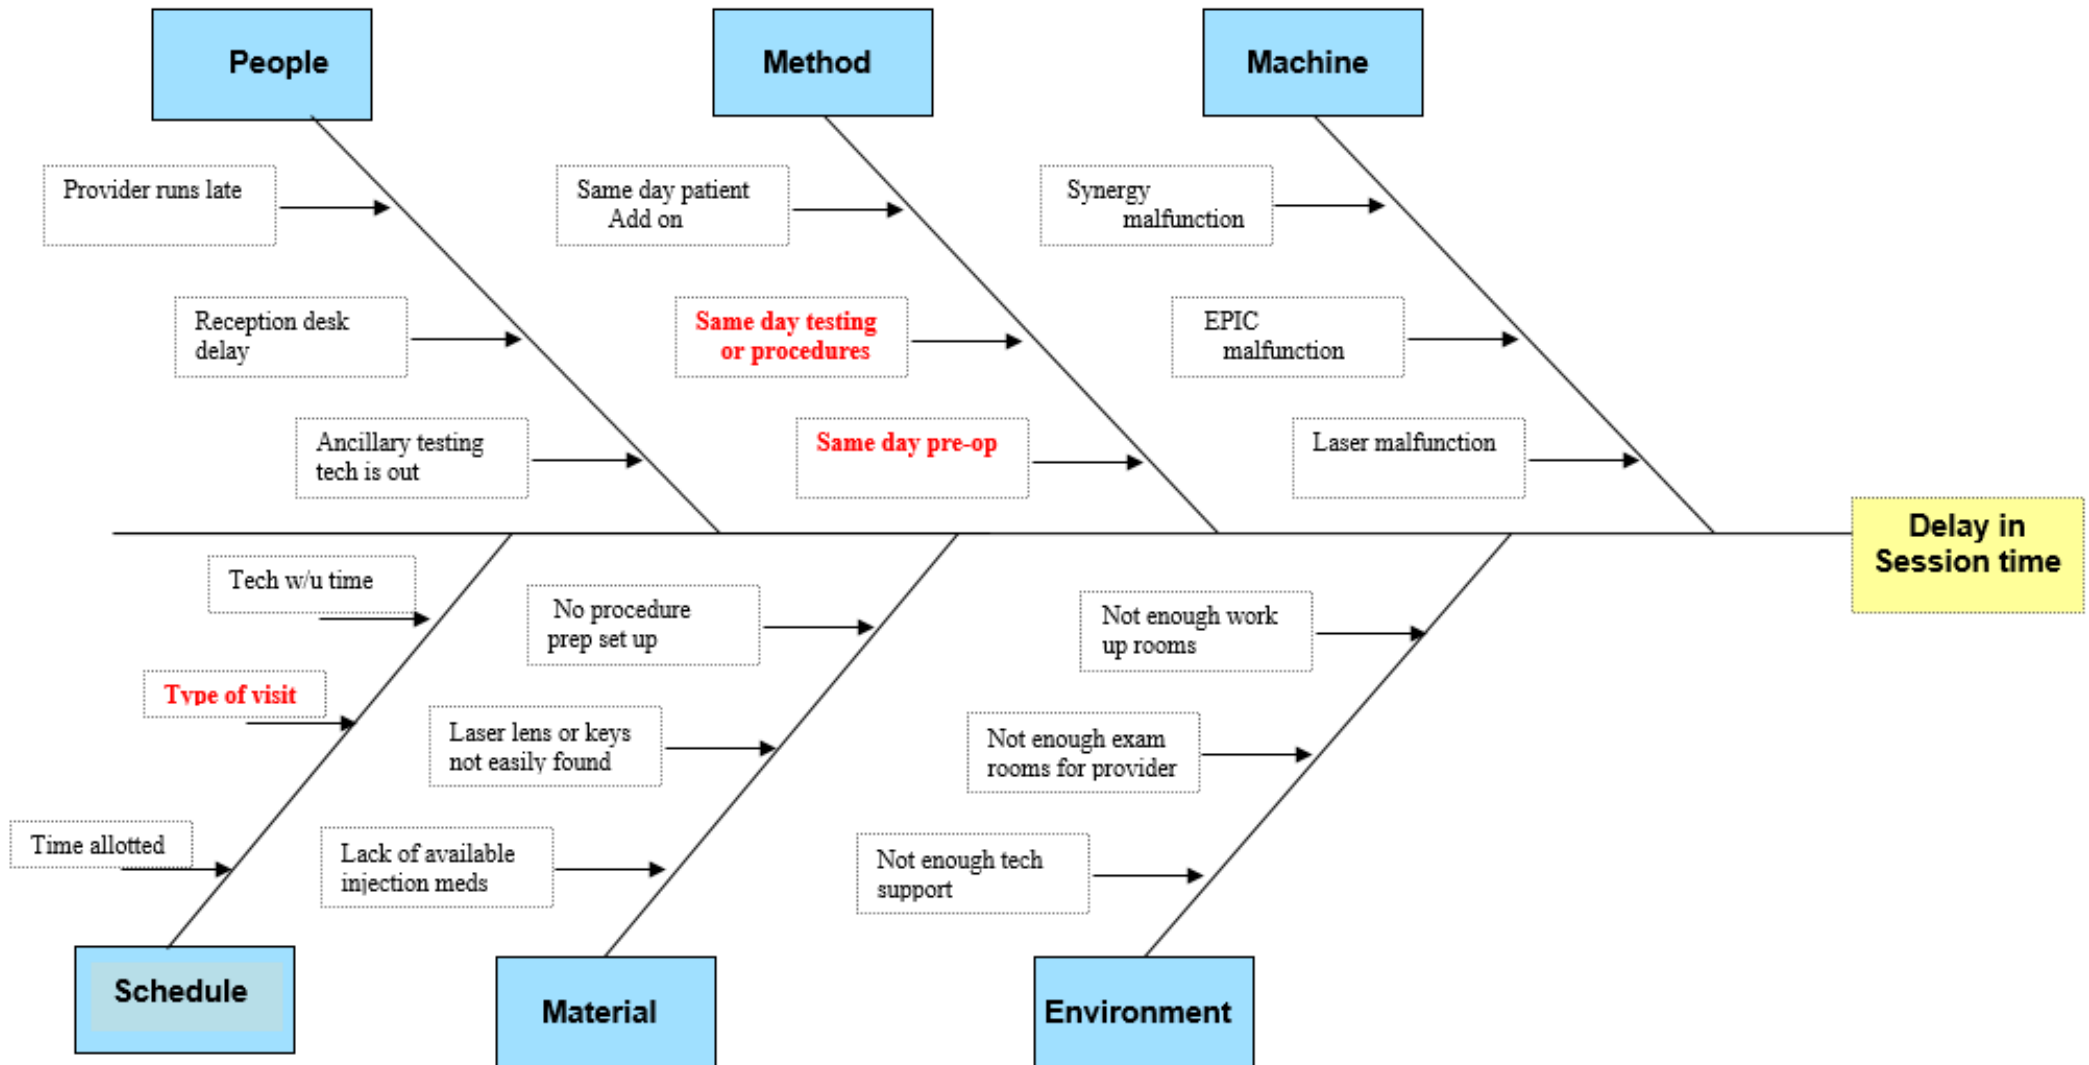 People
Method
Machine
Provider runs late
Same day patient
Add on
Synergy
malfunction
Reception desk
delay
Same day testing
or procedures
EPIC
malfunction
Ancillary testing
tech is out
Same day pre-op
Laser malfunction
Delay in
Session time
Tech w/u time
No procedure
prep set up
Not enough work
up rooms
Type of visit
Laser lens or keys
not easily found
Not enough exam
rooms for provider
Time allotted
Lack of available
injection meds
Not enough tech
support
Schedule
Material
Environment